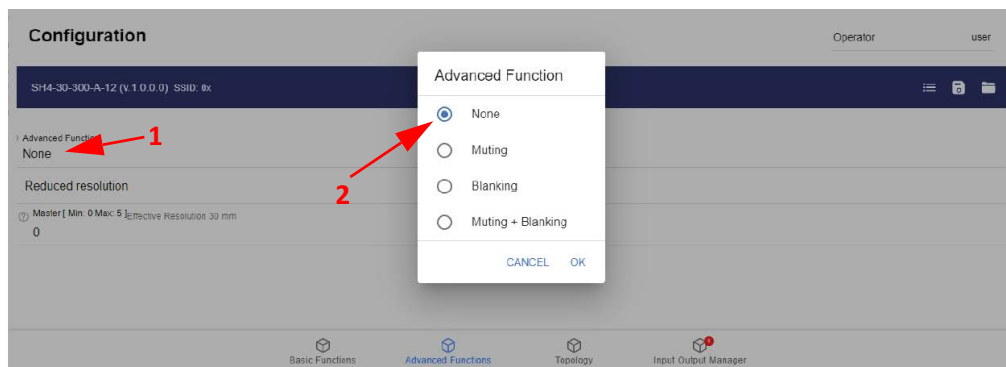 Configuration
Operator user
SH4-30-300-A-12 (v.1.0.0.0) SSID: 0x
Advanced Function
None
1
Reduced resolution
Master [ Min: 0 Max: 5 ] Effective Resolution 30 mm
0
Advanced Function
None
Muting
Blanking
Muting + Blanking
CANCEL OK
2
Basic Functions
Advanced Functions
Topology
Input Output Manager